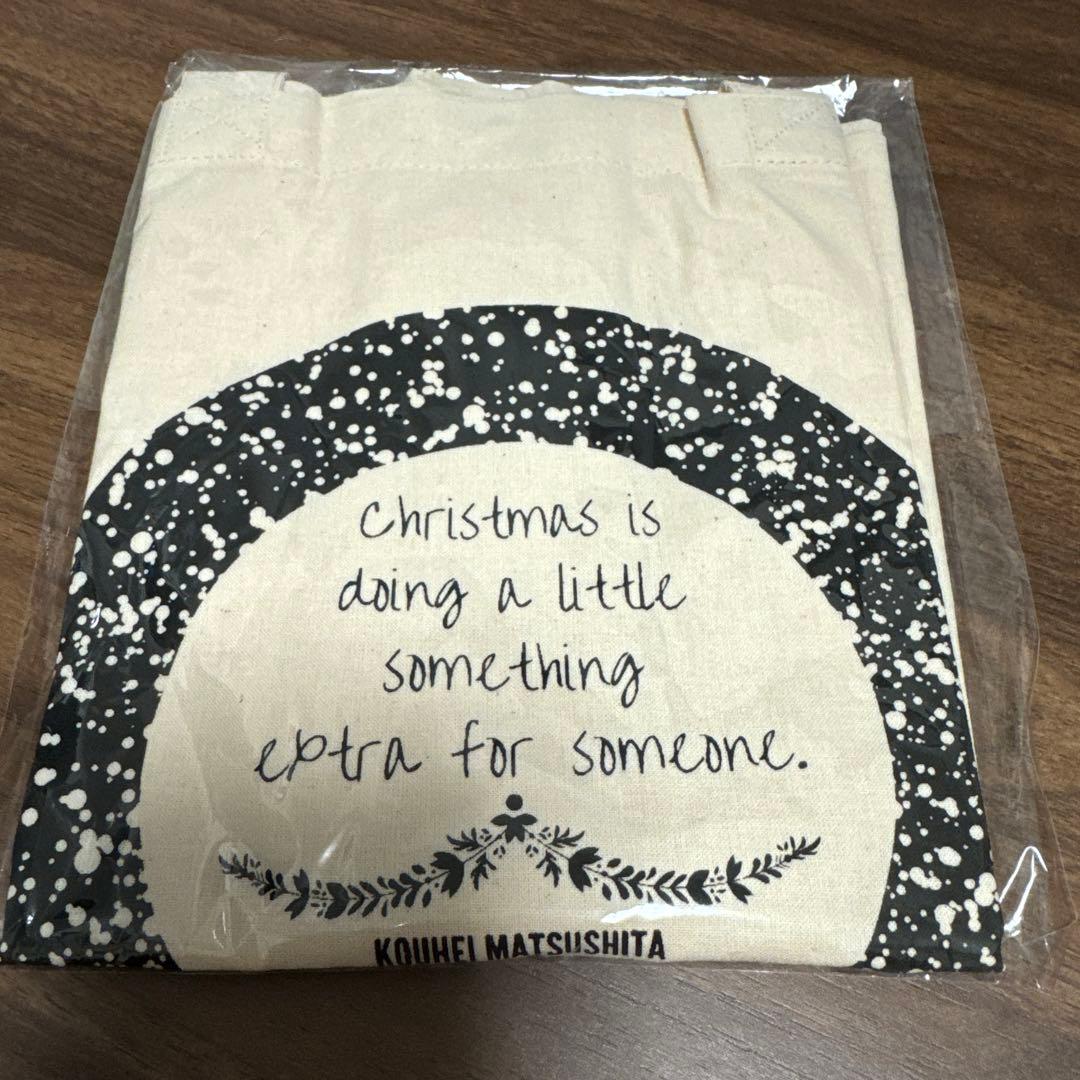 Christmas is
doing a little
something
extra for someone.
KOUHEI MATSUSHITA